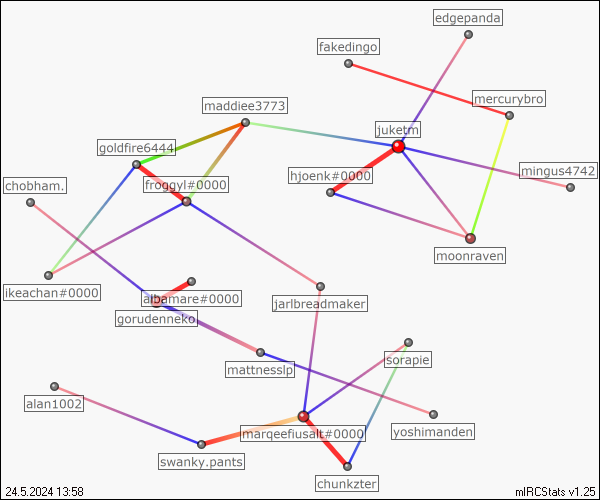 edgepanda
fakedingo
mercurybro
maddiee3773
juketm
goldfire6444
mingus4742
hjoenk#0000
froggyl#0000
chobham.
moonraven
ikeachan#0000
albamare#0000
jarlbreadmaker
gorudenneko
sorapie
mattnesslp
alan1002
yoshimanden
marqeefiusalt#0000
swanky.pants
chunkzter
24.5.2024 13:58
mIRCStats v1.25